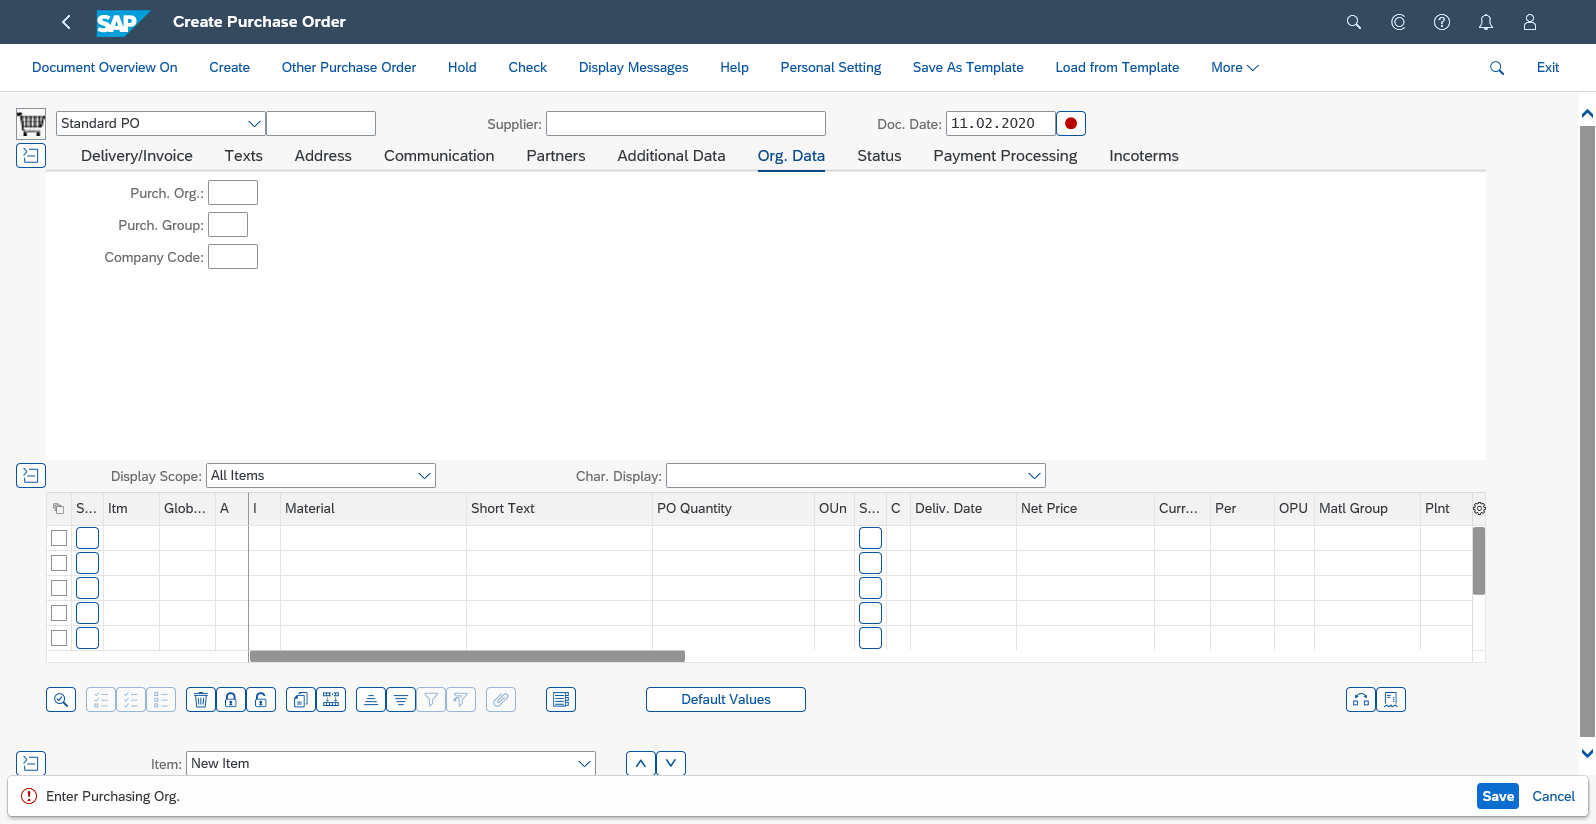 SAP Create Purchase Order
Document Overview On Create Other Purchase Order Hold Check Display Messages Help Personal Setting Save As Template Load from Template More Exit
Standard PO Supplier: Doc. Date: 11.02.2020
Delivery/Invoice Texts Address Communication Partners Additional Data Org. Data Status Payment Processing Incoterms
Purch. Org.:
Purch. Group:
Company Code:
Display Scope: All Items Char. Display:
S... Itm Glob... A I Material Short Text PO Quantity OUn S... C Deliv. Date Net Price Curr... Per OPU Matl Group Plnt
Default Values
Item: New Item
Enter Purchasing Org. Save Cancel